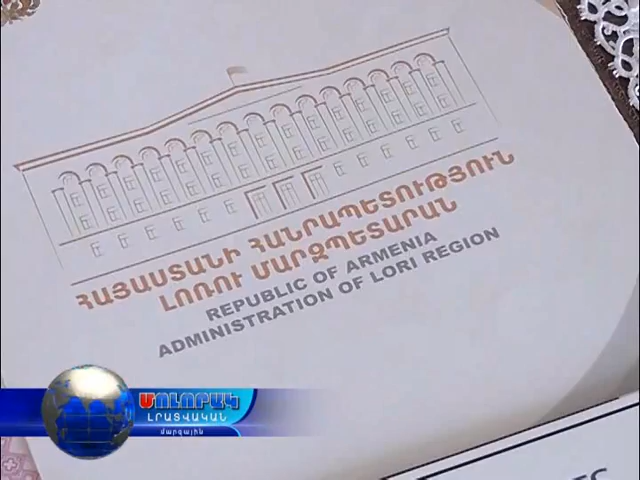 ՀԱՅԱՍՏԱՆԻ ՀԱՆՐԱՊԵՏՈՒԹՅՈՒՆ
ԼՈՌՈՒ ՄԱՐԶՊԵՏԱՐԱՆ
REPUBLIC OF ARMENIA
ADMINISTRATION OF LORI REGION
ՄՈԼՈՐԱԿ
ԼՐԱՏՎԱԿԱՆ
մարզային